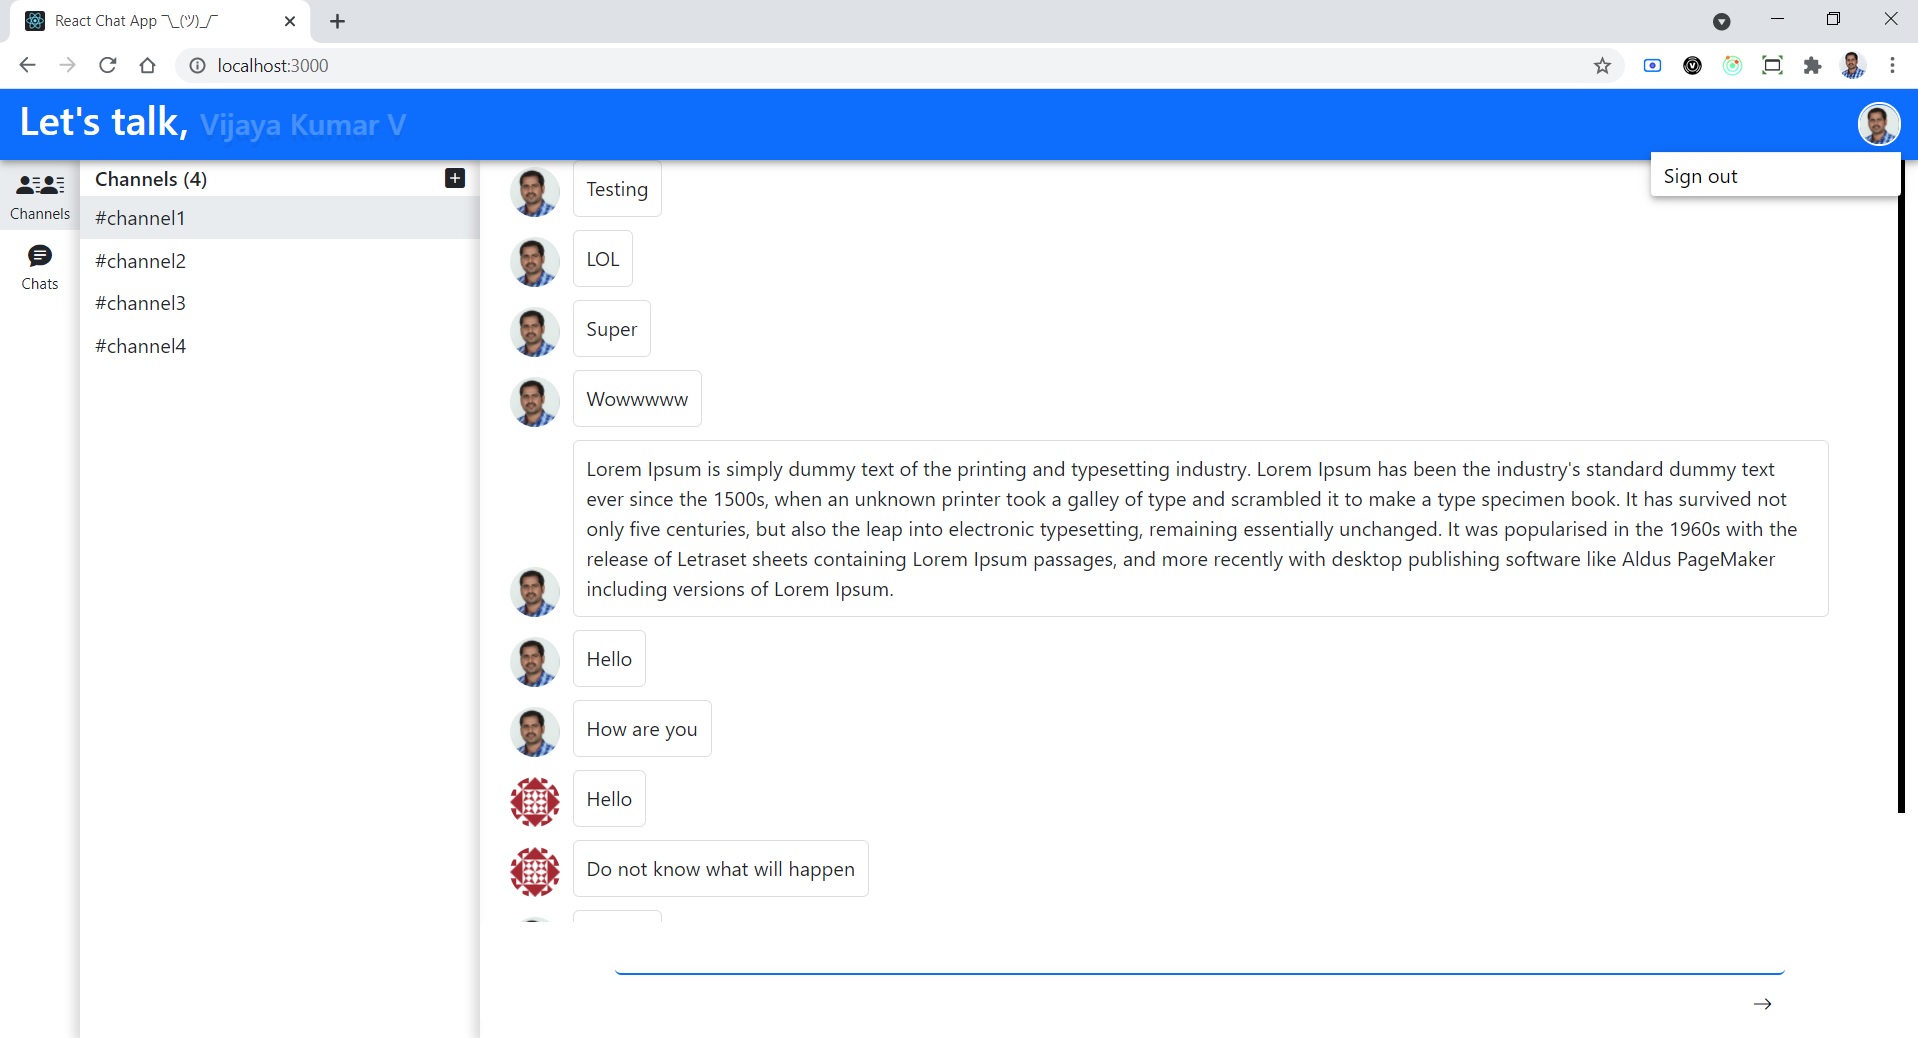 React Chat App ¯\_(ツ)_/¯
localhost:3000
Let's talk, Vijaya Kumar V
Sign out
Channels
Chats
Channels (4)
#channel1
#channel2
#channel3
#channel4
Testing
LOL
Super
Wowwwww
Lorem Ipsum is simply dummy text of the printing and typesetting industry. Lorem Ipsum has been the industry's standard dummy text
ever since the 1500s, when an unknown printer took a galley of type and scrambled it to make a type specimen book. It has survived not
only five centuries, but also the leap into electronic typesetting, remaining essentially unchanged. It was popularised in the 1960s with the
release of Letraset sheets containing Lorem Ipsum passages, and more recently with desktop publishing software like Aldus PageMaker
including versions of Lorem Ipsum.
Hello
How are you
Hello
Do not know what will happen